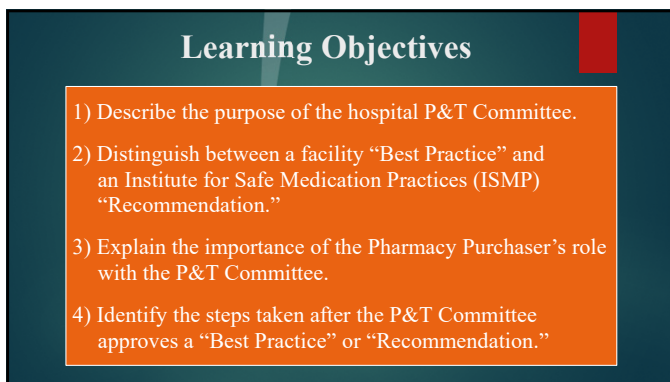 Learning Objectives
1) Describe the purpose of the hospital P&T Committee.
2) Distinguish between a facility “Best Practice” and
an Institute for Safe Medication Practices (ISMP)
“Recommendation.”
3) Explain the importance of the Pharmacy Purchaser’s role
with the P&T Committee.
4) Identify the steps taken after the P&T Committee
approves a “Best Practice” or “Recommendation.”